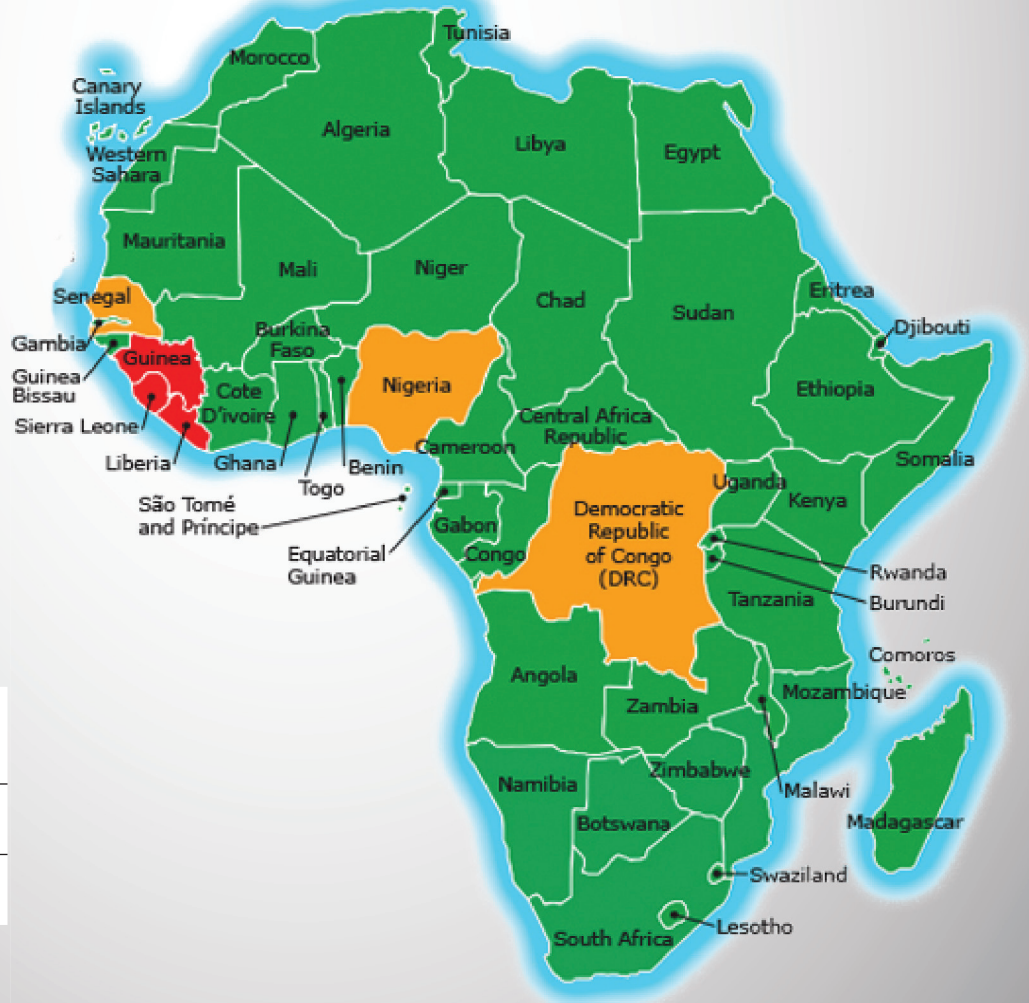 Tunisia
Morocco
Canary
Islands
Algeria
Libya
Egypt
Western
Sahara
Mauritania
Mali
Niger
Chad
Sudan
Eritrea
Senegal
Djibouti
Gambia
Burkina
Faso
Guinea
Guinea
Bissau
Nigeria
Ethiopia
Cote
D'ivoire
Central Africa
Republic
Sierra Leone
Cameroon
Somalia
Liberia
Ghana
Benin
Togo
Uganda
Kenya
São Tomé
and Príncipe
Democratic
Republic
of Congo
(DRC)
Gabon
Congo
Equatorial
Guinea
Rwanda
Burundi
Tanzania
Comoros
Angola
Mozambique
Zambia
Zimbabwe
Namibia
Malawi
Botswana
Madagascar
Swaziland
Lesotho
South Africa